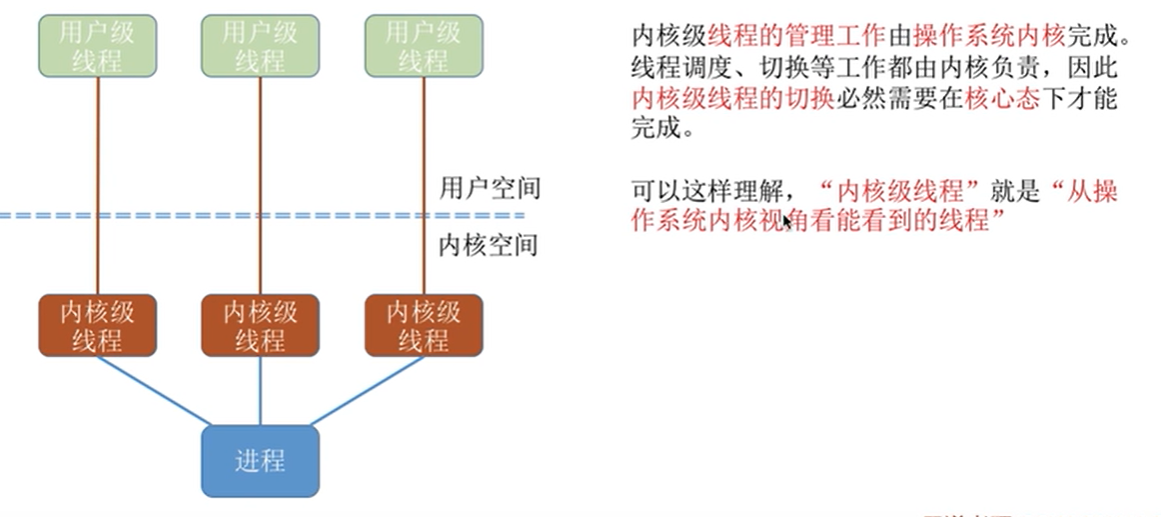 用户级
线程
用户级
线程
用户级
线程
用户空间
内核空间
内核级
线程
内核级
线程
内核级
线程
进程
内核级线程的管理工作由操作系统内核完成。
线程调度、切换等工作都由内核负责，因此
内核级线程的切换必然需要在核心态下才能
完成。
可以这样理解，“内核级线程”就是“从操
作系统内核视角看能看到的线程”